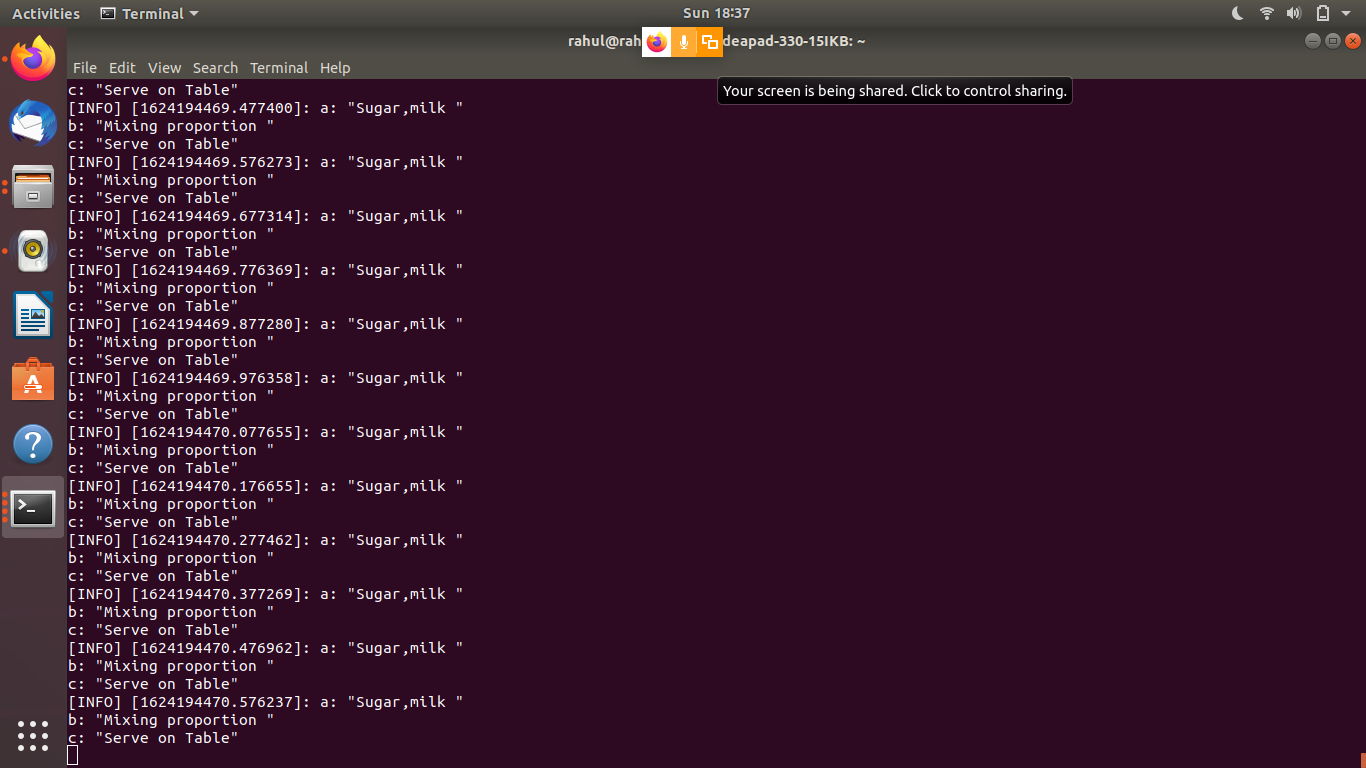 Activities Terminal Sun 18:37
rahul@rah deapad-330-15IKB: ~
File Edit View Search Terminal Help
Your screen is being shared. Click to control sharing.
c: "Serve on Table"
[INFO] [1624194469.477400]: a: "Sugar,milk "
b: "Mixing proportion "
c: "Serve on Table"
[INFO] [1624194469.576273]: a: "Sugar,milk "
b: "Mixing proportion "
c: "Serve on Table"
[INFO] [1624194469.677314]: a: "Sugar,milk "
b: "Mixing proportion "
c: "Serve on Table"
[INFO] [1624194469.776369]: a: "Sugar,milk "
b: "Mixing proportion "
c: "Serve on Table"
[INFO] [1624194469.877280]: a: "Sugar,milk "
b: "Mixing proportion "
c: "Serve on Table"
[INFO] [1624194469.976358]: a: "Sugar,milk "
b: "Mixing proportion "
c: "Serve on Table"
[INFO] [1624194470.077655]: a: "Sugar,milk "
b: "Mixing proportion "
c: "Serve on Table"
[INFO] [1624194470.176655]: a: "Sugar,milk "
b: "Mixing proportion "
c: "Serve on Table"
[INFO] [1624194470.277462]: a: "Sugar,milk "
b: "Mixing proportion "
c: "Serve on Table"
[INFO] [1624194470.377269]: a: "Sugar,milk "
b: "Mixing proportion "
c: "Serve on Table"
[INFO] [1624194470.476962]: a: "Sugar,milk "
b: "Mixing proportion "
c: "Serve on Table"
[INFO] [1624194470.576237]: a: "Sugar,milk "
b: "Mixing proportion "
c: "Serve on Table"